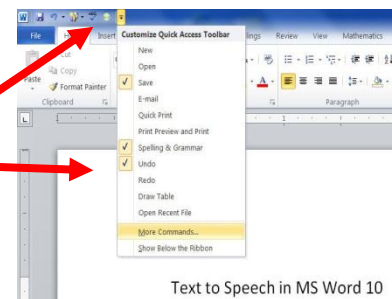 W
File
Insert
Customize Quick Access Toolbar
ings Review View Mathematics
New
Open
Copy
Save
Paste
Format Painter
E-mail
Clipboard
Quick Print
Paragraph
Print Preview and Print
Spelling & Grammar
Undo
Redo
Draw Table
Open Recent File
More Commands...
Show Below the Ribbon
Text to Speech in MS Word 10